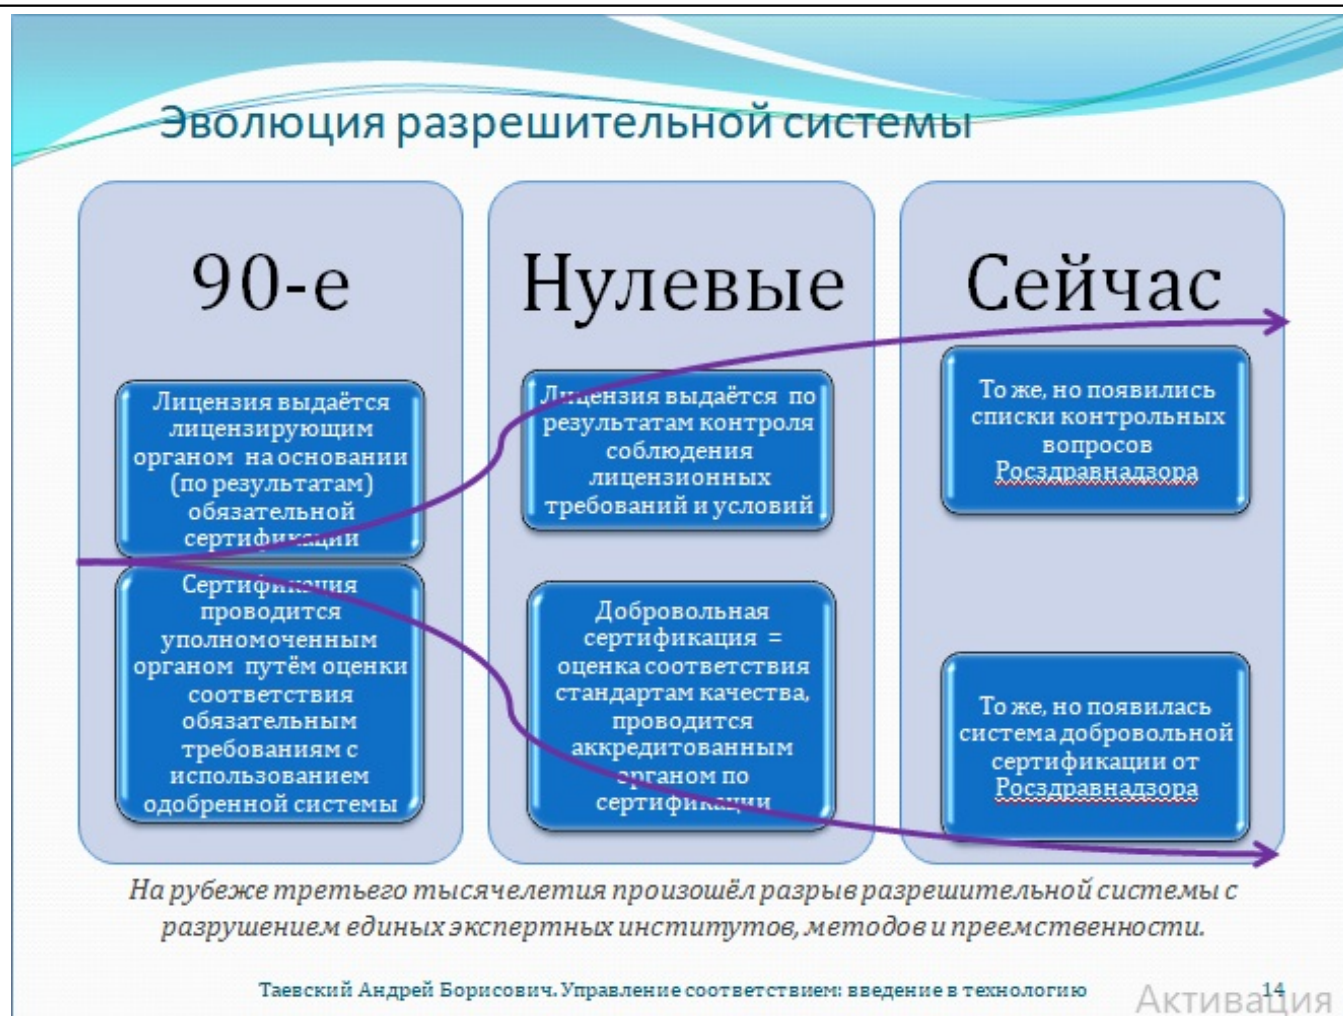 Эволюция разрешительной системы
90-е
Лицензия выдаётся
лицензирующим
органом на основании
(по результатам)
обязательной
сертификации
Сертификация
проводится
уполномоченным
органом путём оценки
соответствия
обязательным
требованиям с
использованием
одобренной системы
Нулевые
Лицензия выдаётся по
результатам контроля
соблюдения
лицензионных
требований и условий
Добровольная
сертификация =
оценка соответствия
стандартам качества,
проводится
аккредитованным
органом по
сертификации
Сейчас
То же, но появились
списки контрольных
вопросов
Росздравнадзора
То же, но появилась
система добровольной
сертификации от
Росздравнадзора
На рубеже третьего тысячелетия произошёл разрыв разрешительной системы с
разрушением единых экспертных институтов, методов и преемственности.
Таевский Андрей Борисович. Управление соответствием: введение в технологию
14
Активация